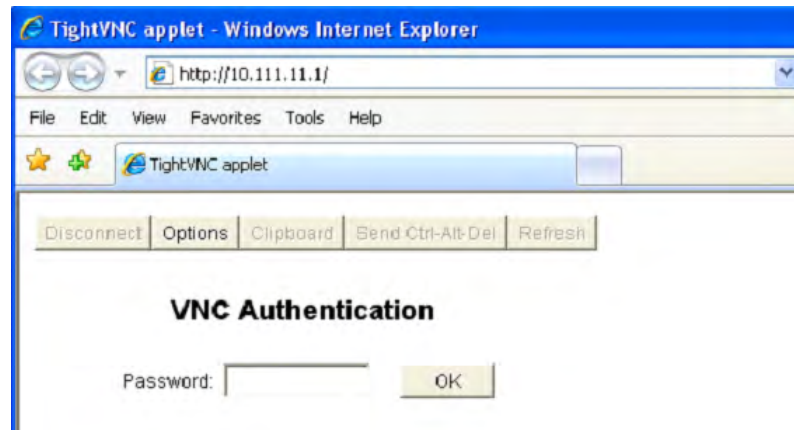 TightVNC applet - Windows Internet Explorer
http://10.111.11.1/
File Edit View Favorites Tools Help
TightVNC applet
Disconnect Options Clipboard Send Ctrl-Alt-Del Refresh
VNC Authentication
Password: OK